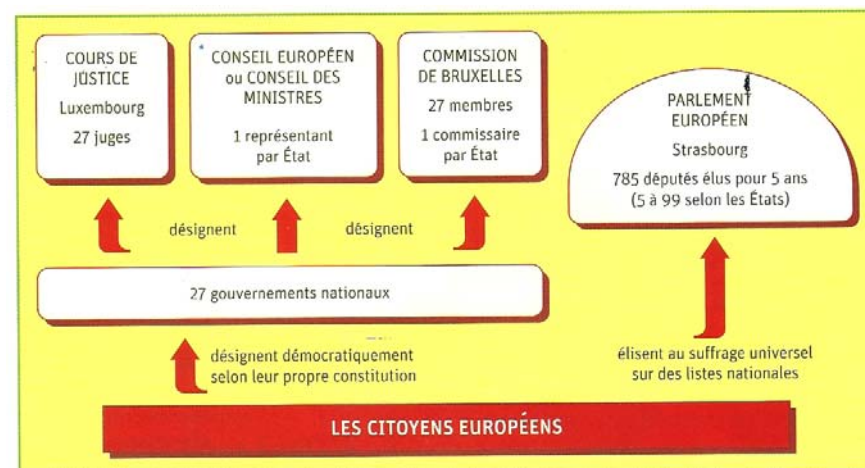 COURS DE
JUSTICE
Luxembourg
27 juges
CONSEIL EUROPÉEN
ou CONSEIL DES
MINISTRES
1 représentant
par État
COMMISSION
DE BRUXELLES
27 membres
1 commissaire
par État
PARLEMENT
EUROPÉEN
Strasbourg
785 députés élus pour 5 ans
(5 à 99 selon les États)
désignent
désignent
27 gouvernements nationaux
désignent démocratiquement
selon leur propre constitution
élisent au suffrage universel
sur des listes nationales
LES CITOYENS EUROPÉENS